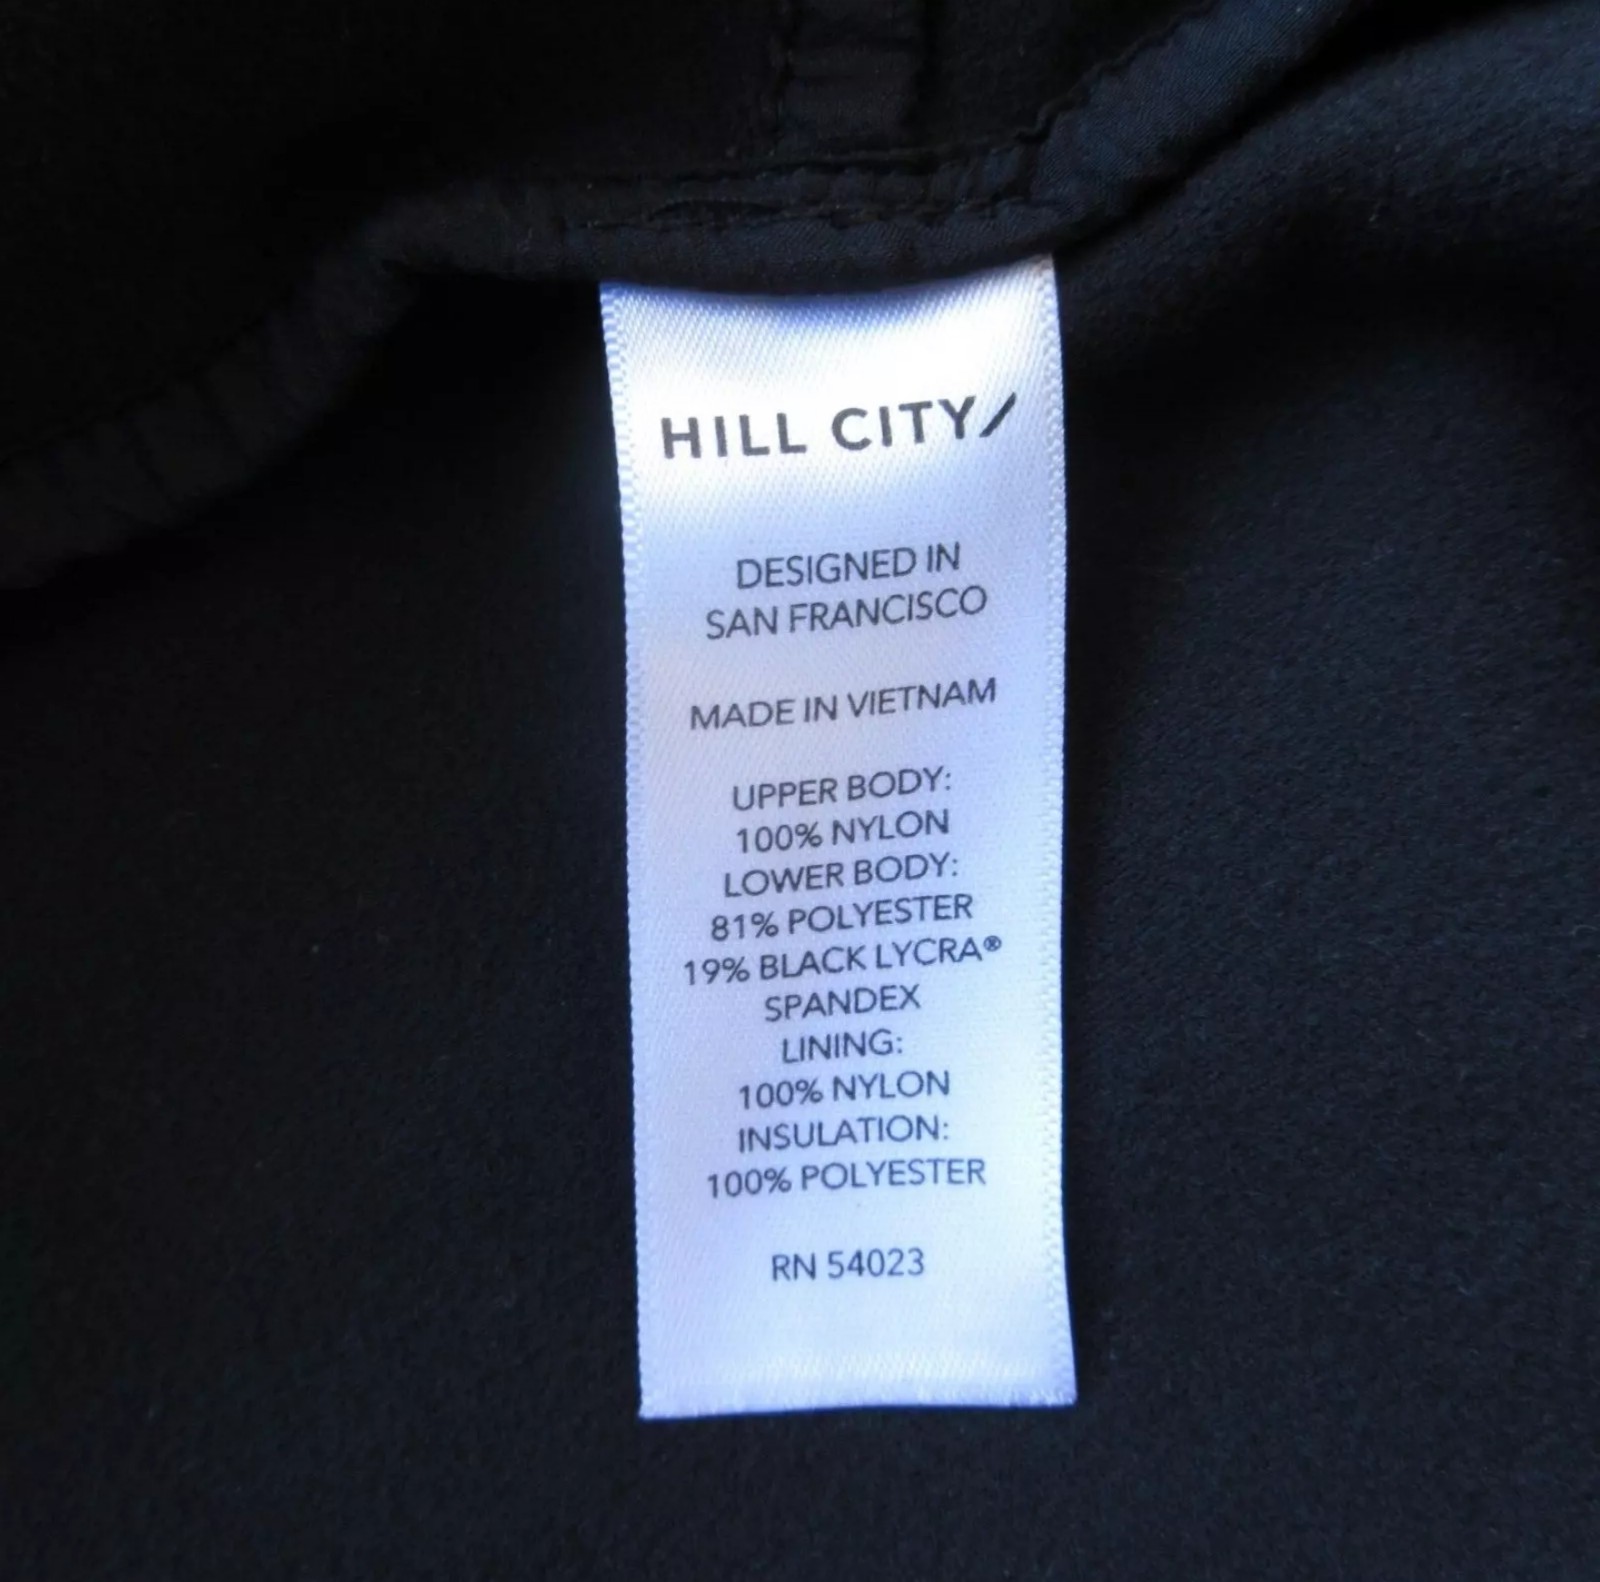 HILL CITY/
DESIGNED IN
SAN FRANCISCO
MADE IN VIETNAM
UPPER BODY:
100% NYLON
LOWER BODY:
81% POLYESTER
19% BLACK LYCRA®
SPANDEX
LINING:
100% NYLON
INSULATION:
100% POLYESTER
RN 54023